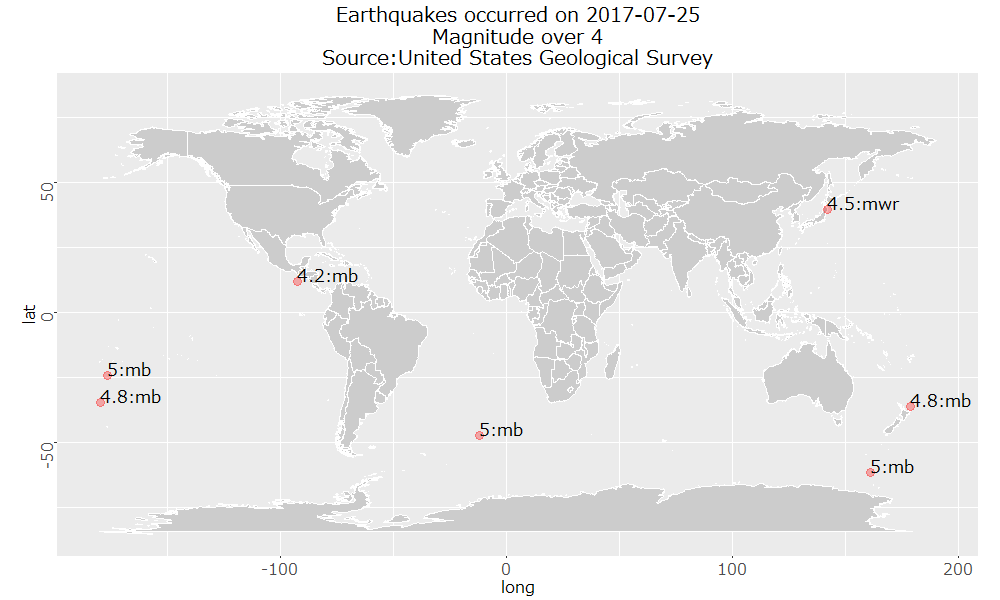 Earthquakes occurred on 2017-07-25
Magnitude over 4
Source:United States Geological Survey
50
4.5:mwr
4.2:mb
lat
0
5:mb
4.8:mb
4.8:mb
5:mb
-50
5:mb
-100
0
100
200
long